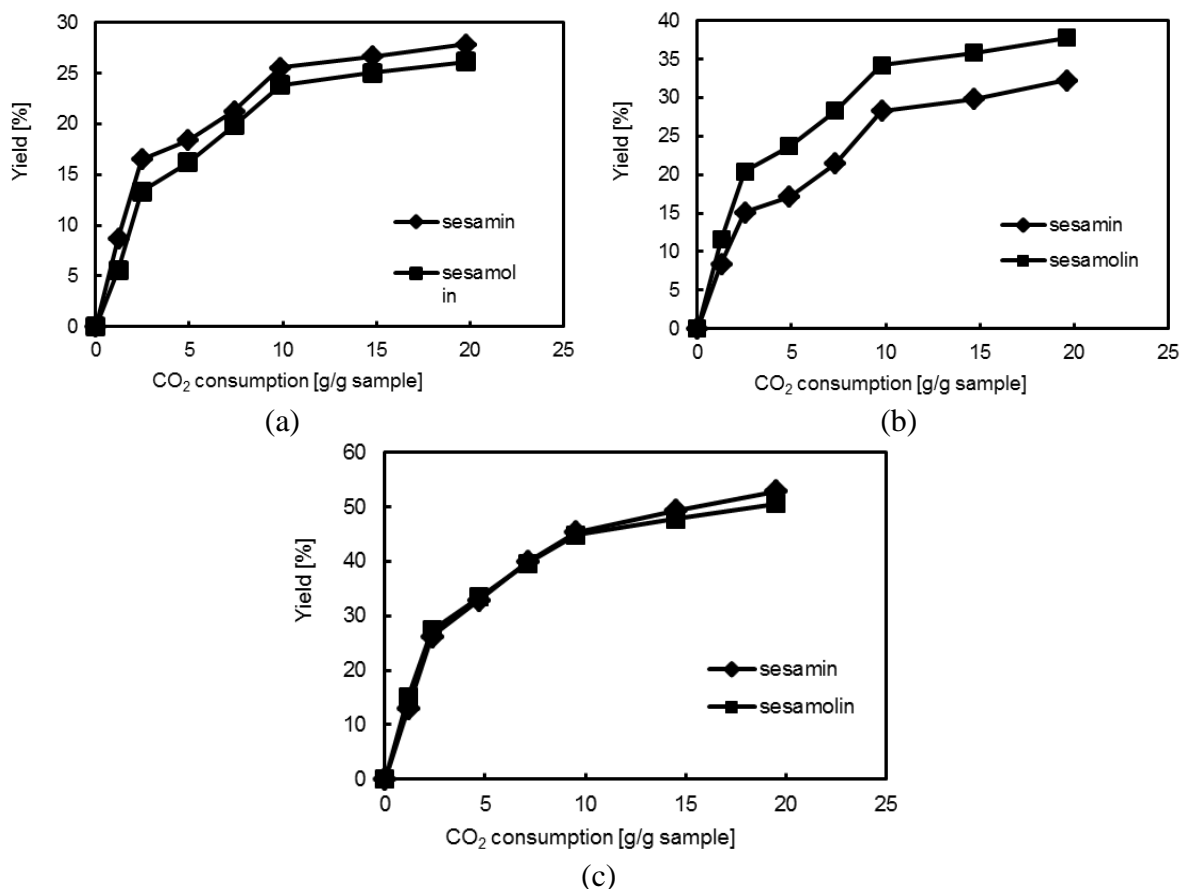 30
25
20
15
10
5
0
Yield [%]
sesamin
sesamol
in
0 5 10 15 20 25
CO₂ consumption [g/g sample]
(a)
40
35
30
25
20
15
10
5
0
Yield [%]
sesamin
sesamolin
0 5 10 15 20 25
CO₂ consumption [g/g sample]
(b)
60
50
40
30
20
10
0
Yield [%]
sesamin
sesamolin
0 5 10 15 20 25
CO₂ consumption [g/g sample]
(c)